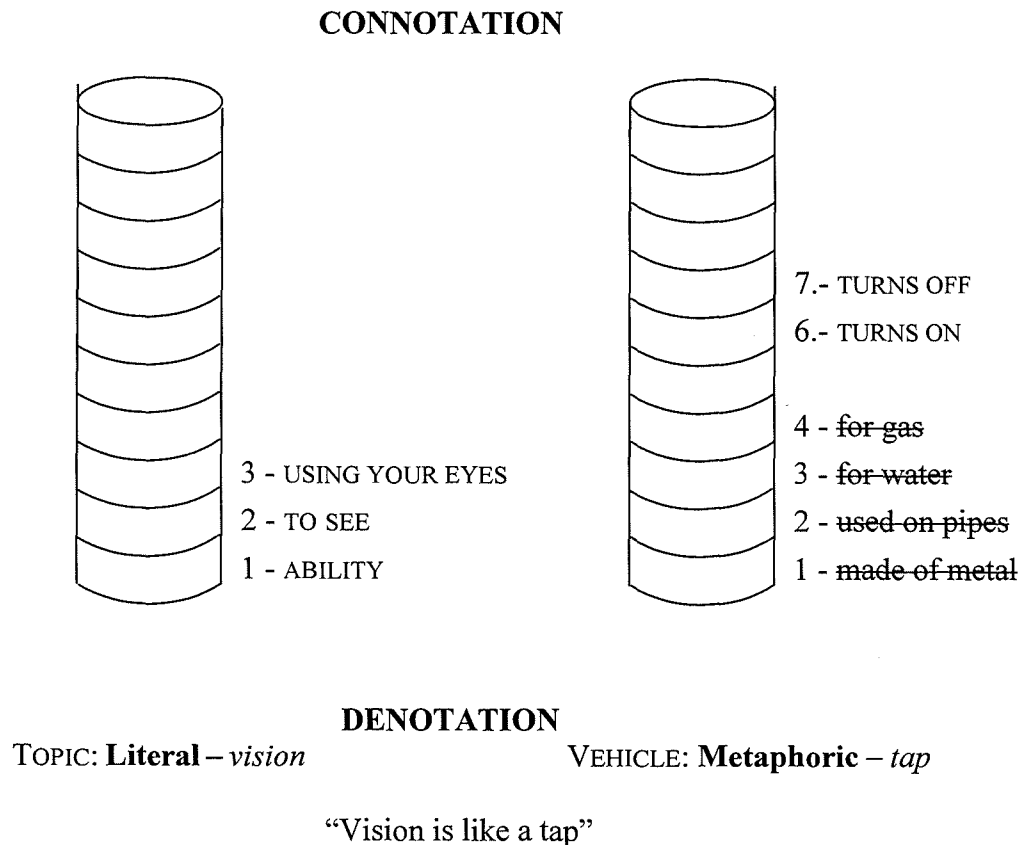 CONNOTATION
7.- TURNS OFF
6.- TURNS ON
4 - for gas
3 - USING YOUR EYES
3 - for water
2 - TO SEE
2 - used on pipes
1 - ABILITY
1 - made of metal
DENOTATION
TOPIC: Literal – vision
VEHICLE: Metaphoric – tap
“Vision is like a tap”